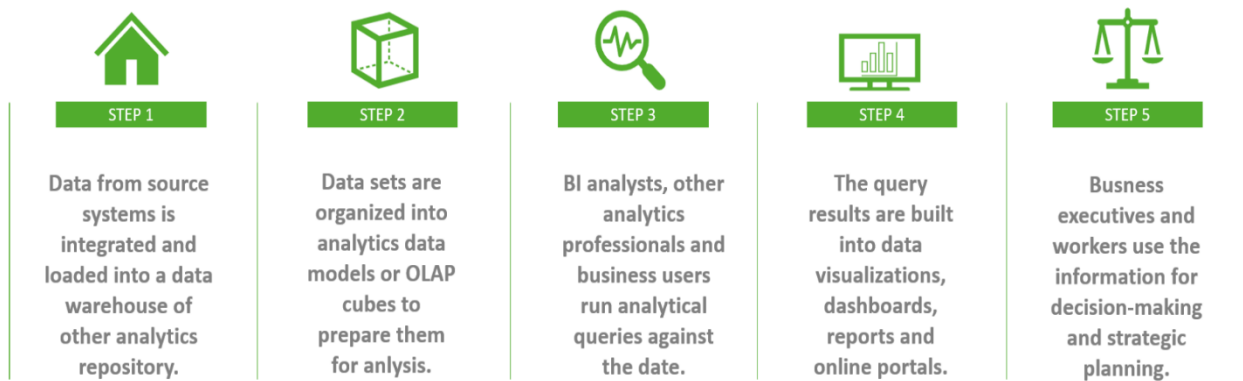 STEP 1
Data from source
systems is
integrated and
loaded into a data
warehouse of
other analytics
repository.
STEP 2
Data sets are
organized into
analytics data
models or OLAP
cubes to
prepare them
for anlysis.
STEP 3
BI analysts, other
analytics
professionals and
business users
run analytical
queries against
the date.
STEP 4
The query
results are built
into data
visualizations,
dashboards,
reports and
online portals.
STEP 5
Busness
executives and
workers use the
information for
decision-making
and strategic
planning.